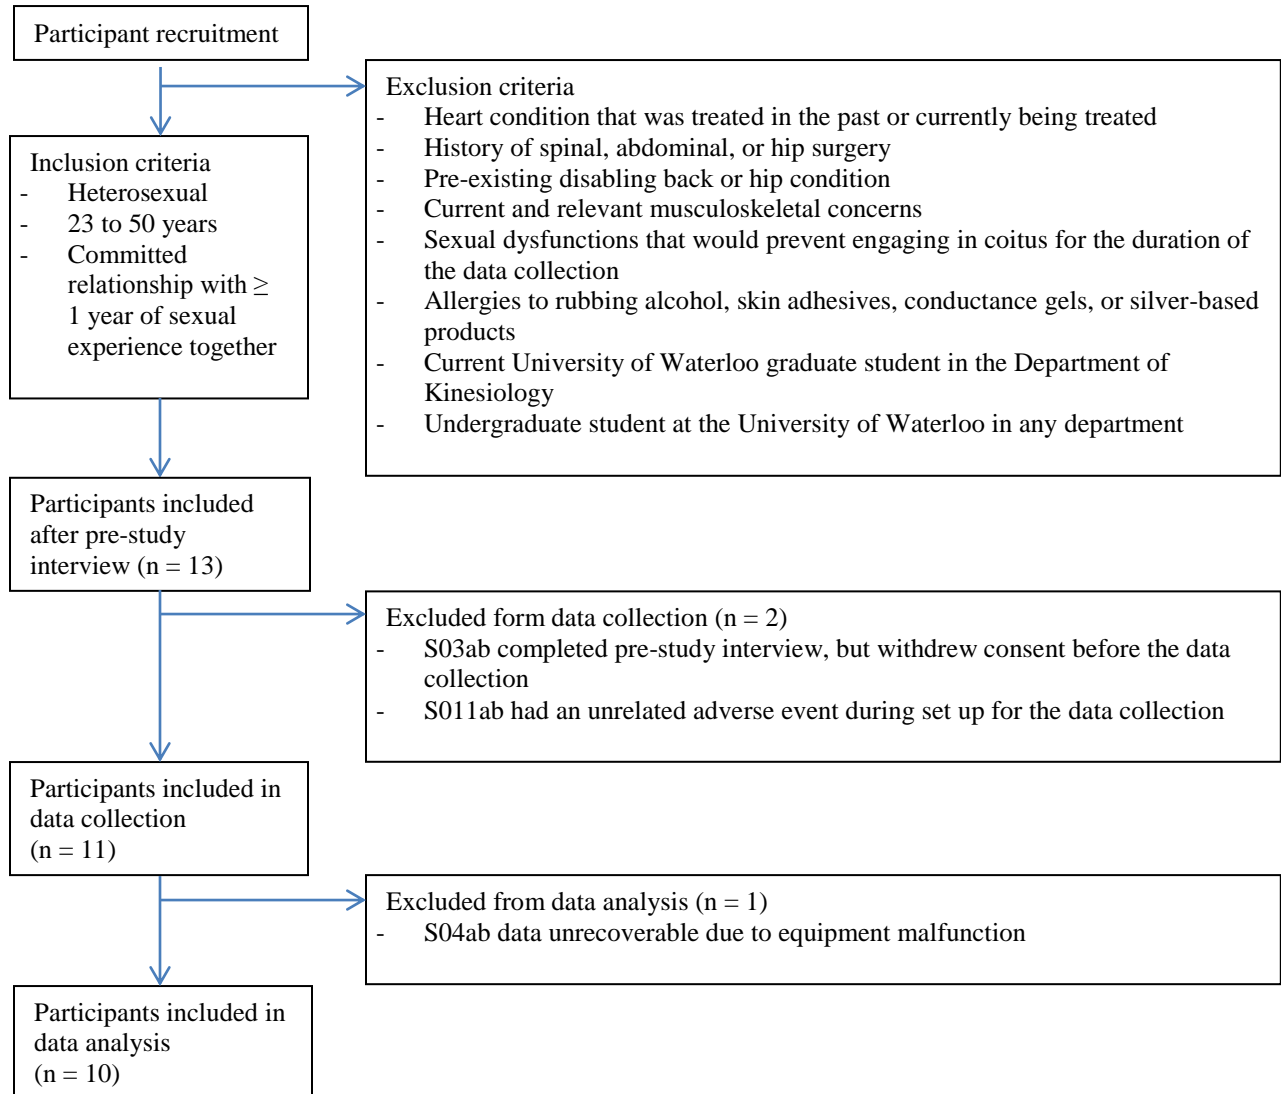 Participant recruitment
Exclusion criteria
- Heart condition that was treated in the past or currently being treated
- History of spinal, abdominal, or hip surgery
- Pre-existing disabling back or hip condition
- Current and relevant musculoskeletal concerns
- Sexual dysfunctions that would prevent engaging in coitus for the duration of
the data collection
- Allergies to rubbing alcohol, skin adhesives, conductance gels, or silver-based
products
- Current University of Waterloo graduate student in the Department of
Kinesiology
- Undergraduate student at the University of Waterloo in any department
Inclusion criteria
- Heterosexual
- 23 to 50 years
- Committed
relationship with ≥
1 year of sexual
experience together
Participants included
after pre-study
interview (n = 13)
Excluded form data collection (n = 2)
- S03ab completed pre-study interview, but withdrew consent before the data
collection
- S011ab had an unrelated adverse event during set up for the data collection
Participants included in
data collection
(n = 11)
Excluded from data analysis (n = 1)
- S04ab data unrecoverable due to equipment malfunction
Participants included in
data analysis
(n = 10)